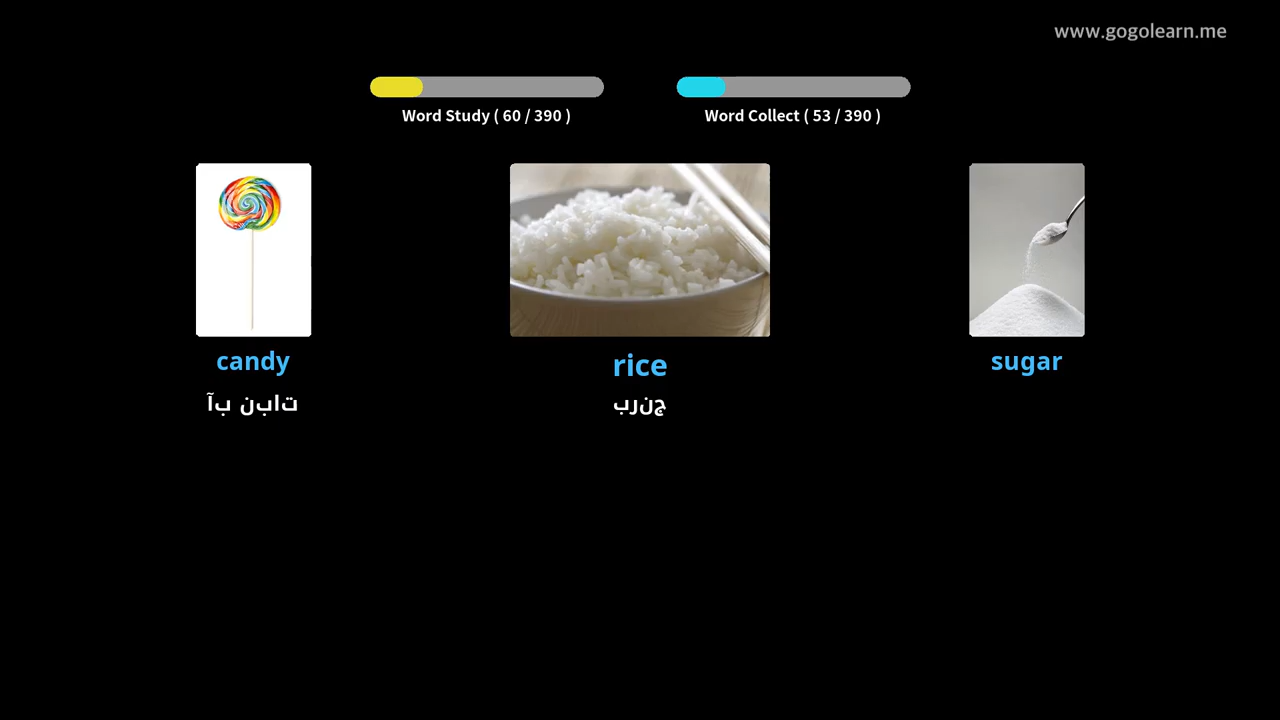 www.gogolearn.me
Word Study ( 60 / 390 )
Word Collect ( 53 / 390 )
candy
rice
sugar
آب نبات
برنج